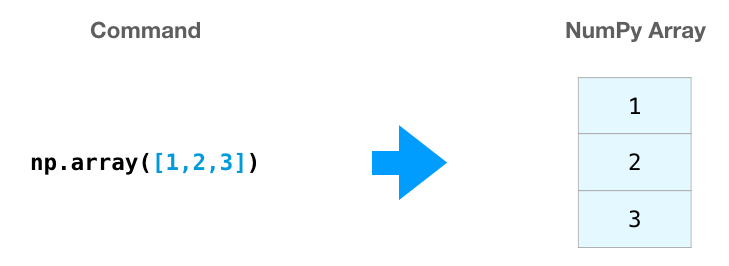 Command
NumPy Array
np.array([1,2,3])
1
2
3